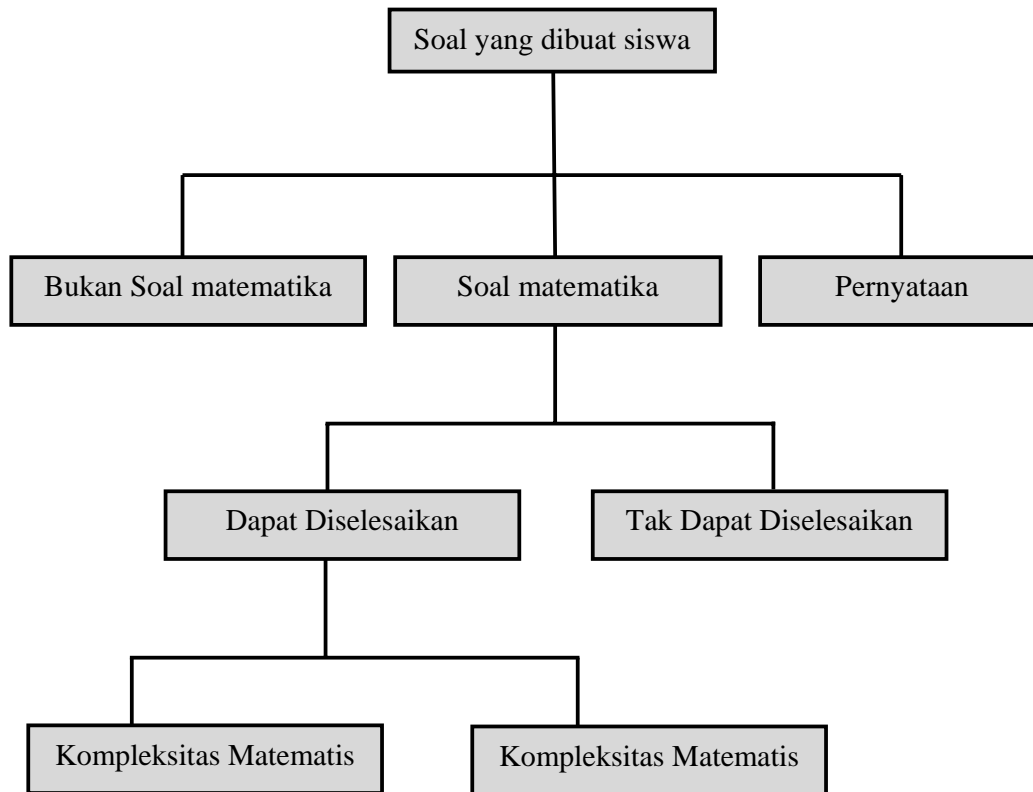 Soal yang dibuat siswa
Bukan Soal matematika
Soal matematika
Pernyataan
Dapat Diselesaikan
Tak Dapat Diselesaikan
Kompleksitas Matematis
Kompleksitas Matematis